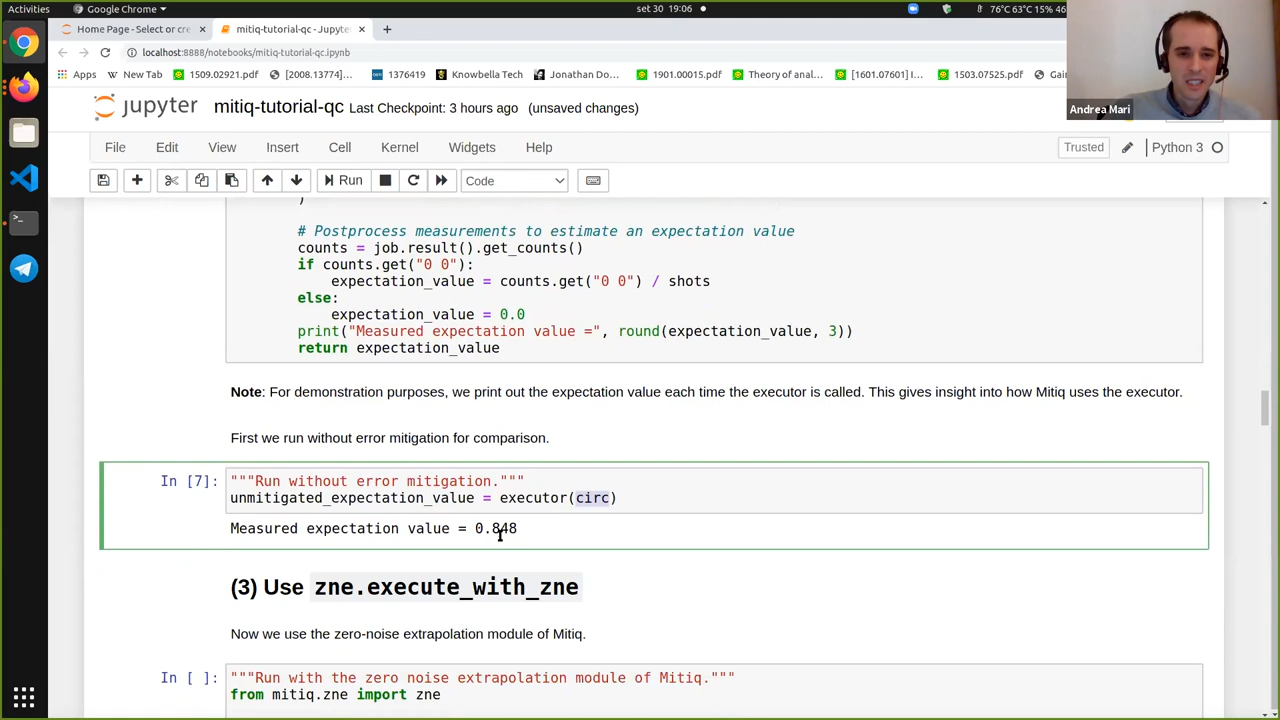 Activities
Google Chrome
set 30 19:06
76°C 63°C 15% 46
Home Page - Select or cre
mitiq-tutorial-qc - Jupyte
localhost:8888/notebooks/mitiq-tutorial-qc.ipynb
Apps
New Tab
1509.02921.pdf
[2008.13774]...
1376419
Knowbella Tech
Jonathan Do...
1901.00015.pdf
Theory of anal...
[1601.07601] I...
1503.07525.pdf
Gain
Andrea Mari
jupyter
mitiq-tutorial-qc
Last Checkpoint: 3 hours ago
(unsaved changes)
File
Edit
View
Insert
Cell
Kernel
Widgets
Help
Trusted
Python 3
Run
Code
)
# Postprocess measurements to estimate an expectation value
counts = job.result().get_counts()
if counts.get("0 0"):
expectation_value = counts.get("0 0") / shots
else:
expectation_value = 0.0
print("Measured expectation value =", round(expectation_value, 3))
return expectation_value
Note: For demonstration purposes, we print out the expectation value each time the executor is called. This gives insight into how Mitiq uses the executor.
First we run without error mitigation for comparison.
In [7]:
"""Run without error mitigation."""
unmitigated_expectation_value = executor(circ)
Measured expectation value = 0.848
(3) Use zne.execute_with_zne
Now we use the zero-noise extrapolation module of Mitiq.
In [ ]:
"""Run with the zero noise extrapolation module of Mitiq."""
from mitiq.zne import zne